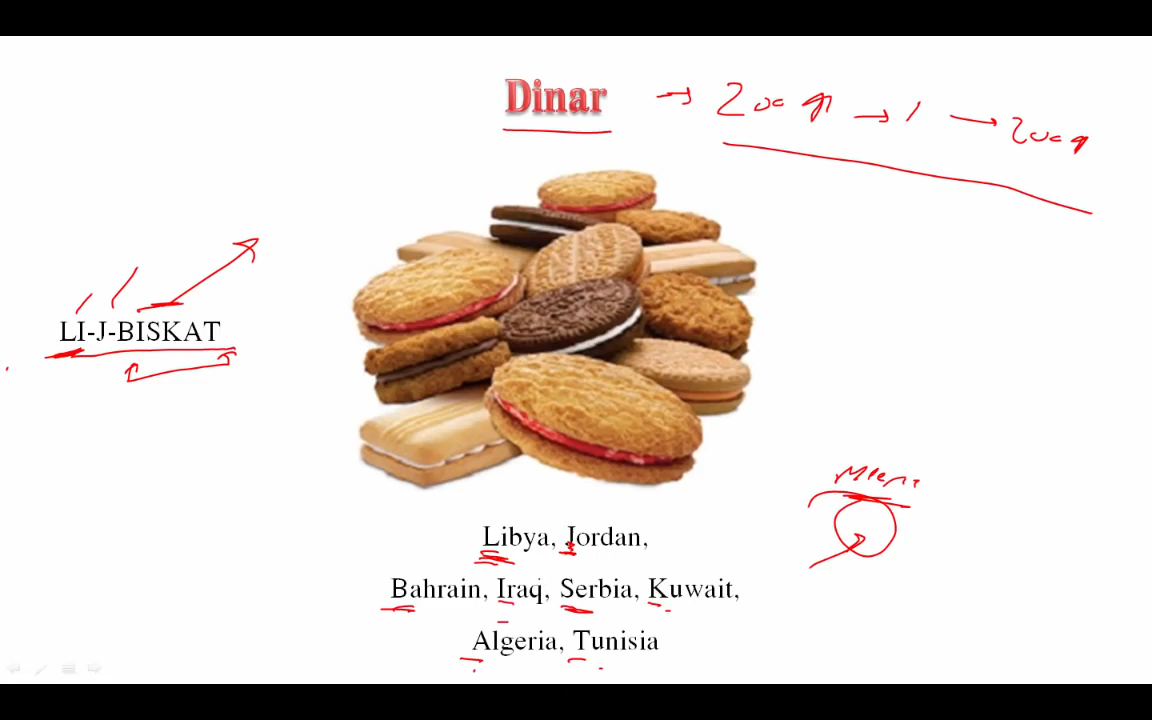 Dinar
LI-J-BISKAT
Libya, Jordan,
Bahrain, Iraq, Serbia, Kuwait,
Algeria, Tunisia